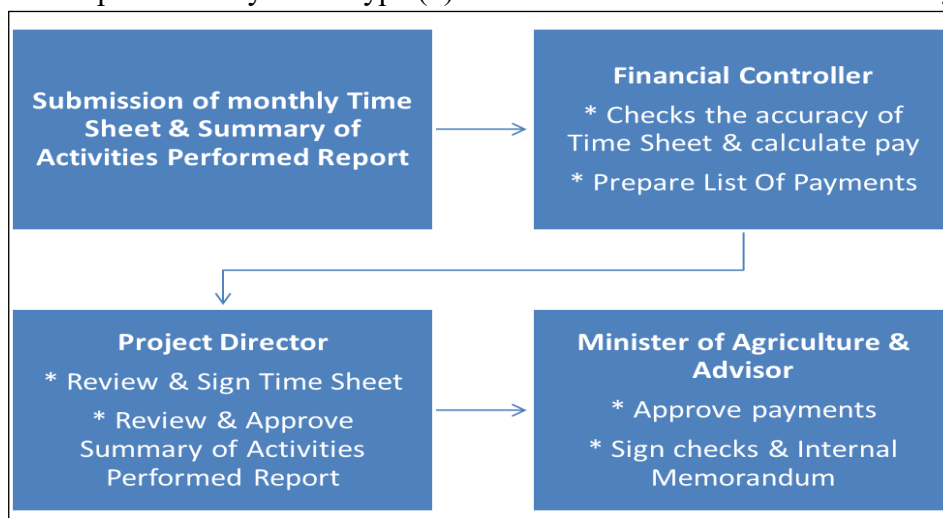 Submission of monthly Time
Sheet & Summary of
Activities Performed Report
Financial Controller
* Checks the accuracy of
Time Sheet & calculate pay
* Prepare List Of Payments
Project Director
* Review & Sign Time Sheet
* Review & Approve
Summary of Activities
Performed Report
Minister of Agriculture &
Advisor
* Approve payments
* Sign checks & Internal
Memorandum